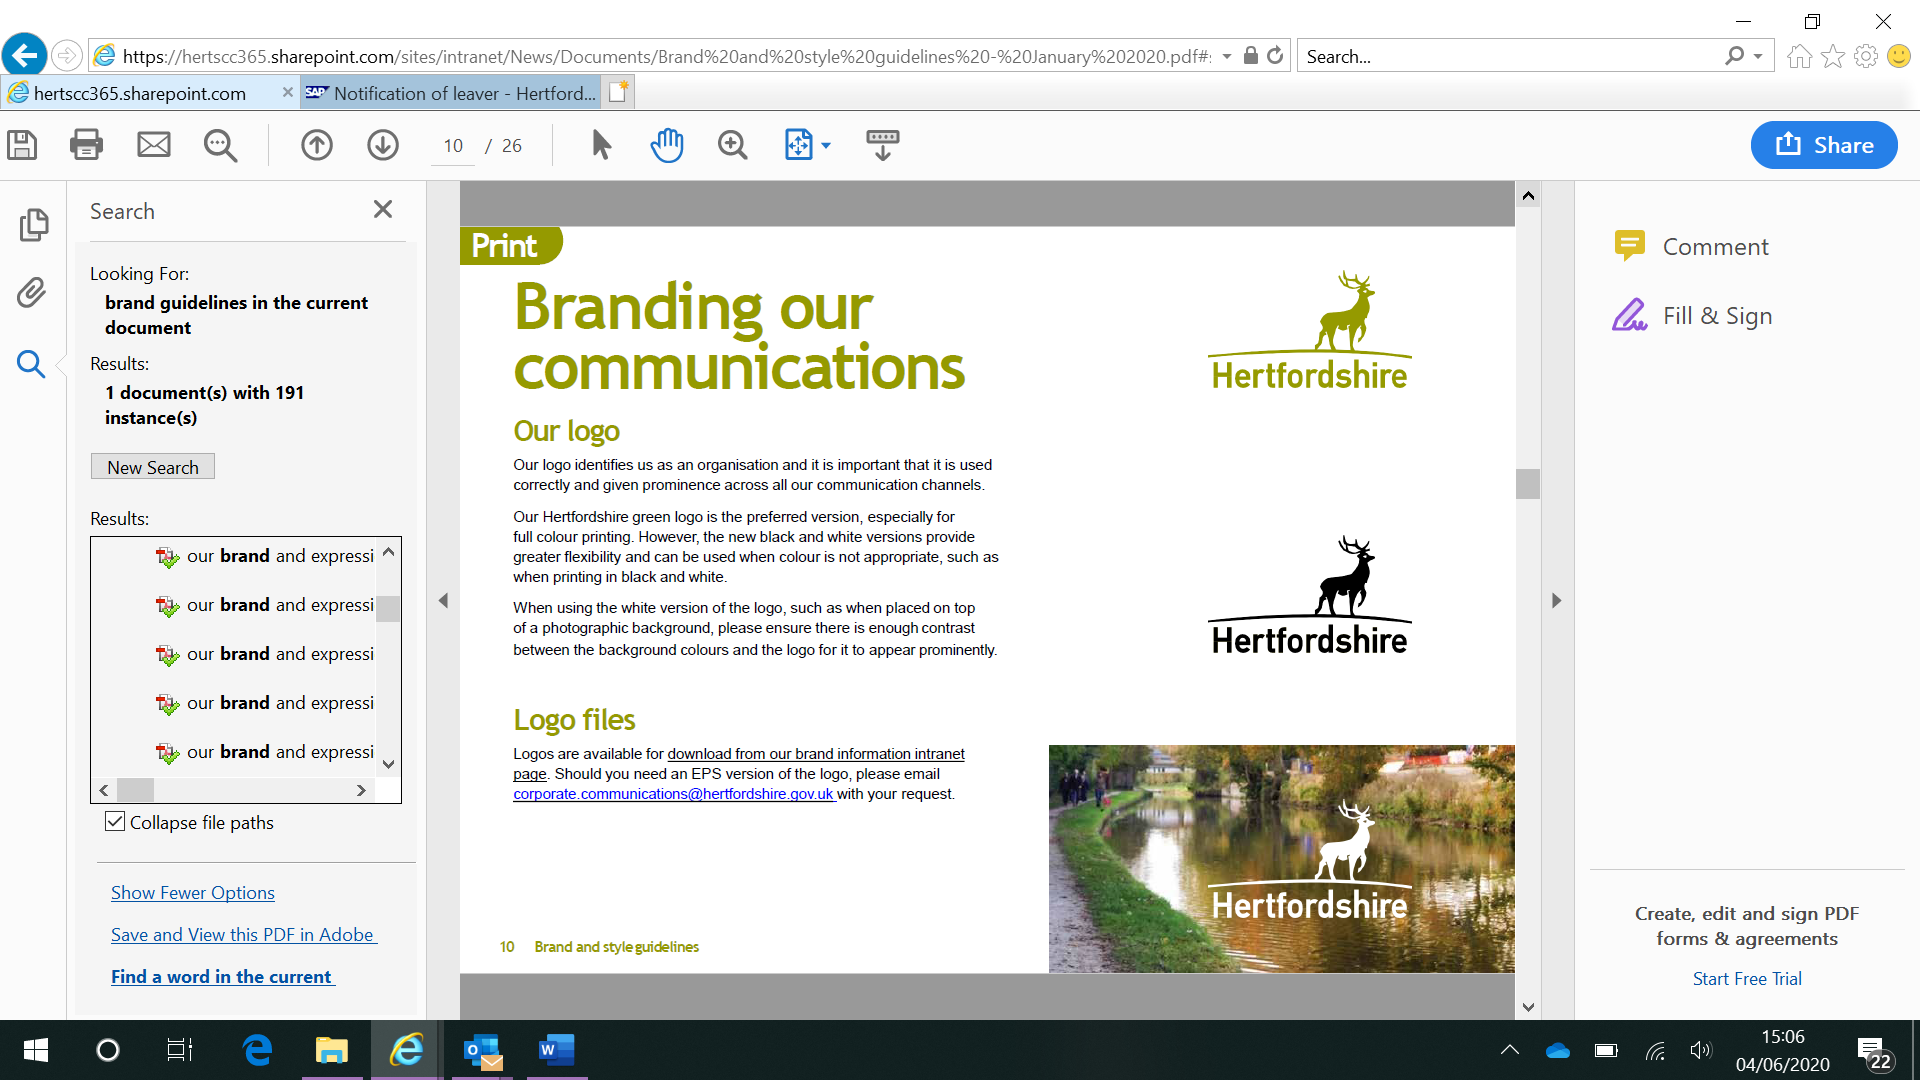 https://hertscc365.sharepoint.com/sites/intranet/News/Documents/Brand%20and%20style%20guidelines%20-%20January%202020.pdf#:
Search...
hertscc365.sharepoint.com
SAP
Notification of leaver - Hertford...
10 / 26
Share
Search
Looking For:
brand guidelines in the current
document
Results:
1 document(s) with 191
instance(s)
New Search
Results:
our brand and expressi
our brand and expressi
our brand and expressi
our brand and expressi
our brand and expressi
Collapse file paths
Show Fewer Options
Save and View this PDF in Adobe
Find a word in the current
Print
Branding our
communications
Our logo
Our logo identifies us as an organisation and it is important that it is used
correctly and given prominence across all our communication channels.
Our Hertfordshire green logo is the preferred version, especially for
full colour printing. However, the new black and white versions provide
greater flexibility and can be used when colour is not appropriate, such as
when printing in black and white.
When using the white version of the logo, such as when placed on top
of a photographic background, please ensure there is enough contrast
between the background colours and the logo for it to appear prominently.
Logo files
Logos are available for download from our brand information intranet
page. Should you need an EPS version of the logo, please email
corporate.communications@hertfordshire.gov.uk with your request.
10 Brand and style guidelines
Hertfordshire
Hertfordshire
Hertfordshire
Comment
Fill & Sign
Create, edit and sign PDF
forms & agreements
Start Free Trial
15:06
04/06/2020
22